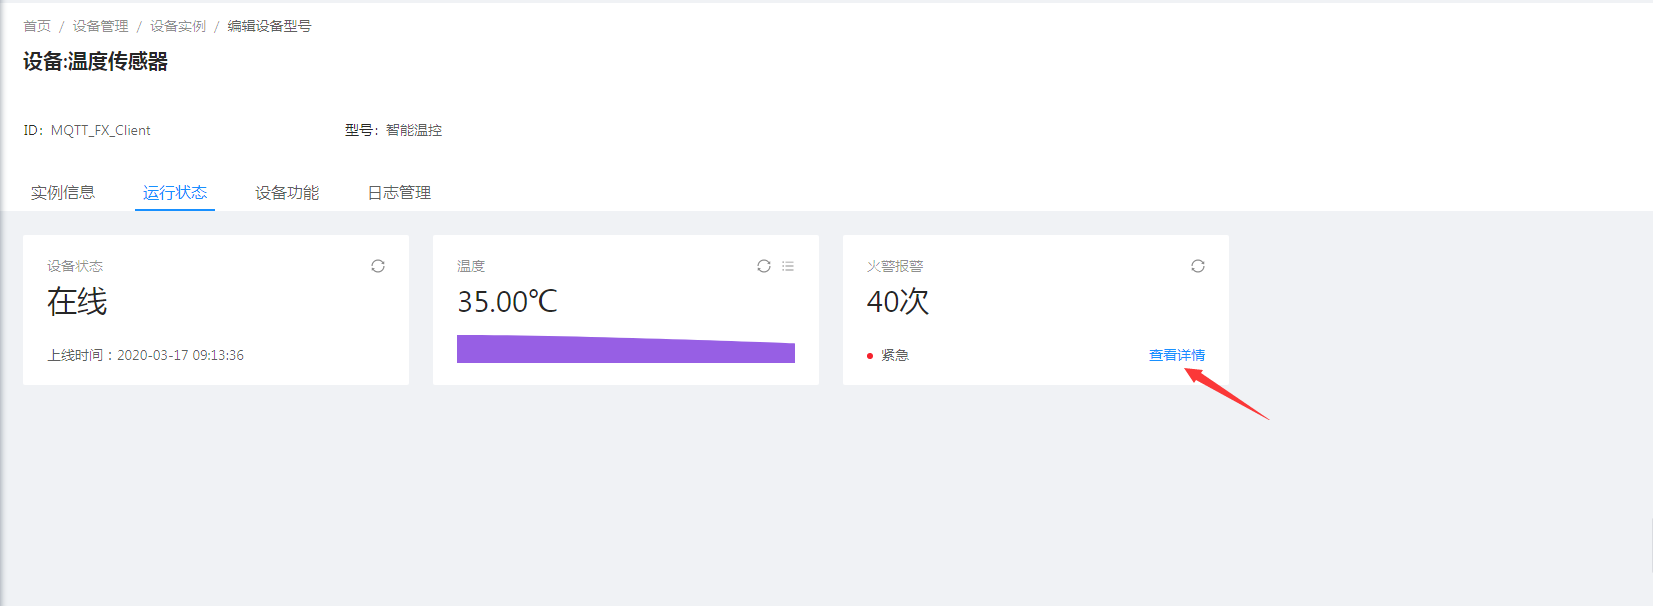 首页 / 设备管理 / 设备实例 / 编辑设备型号
设备:温度传感器
ID: MQTT_FX_Client 型号: 智能温控
实例信息 运行状态 设备功能 日志管理
设备状态
在线
上线时间：2020-03-17 09:13:36
温度
35.00℃
火警报警
40次
紧急 查看详情